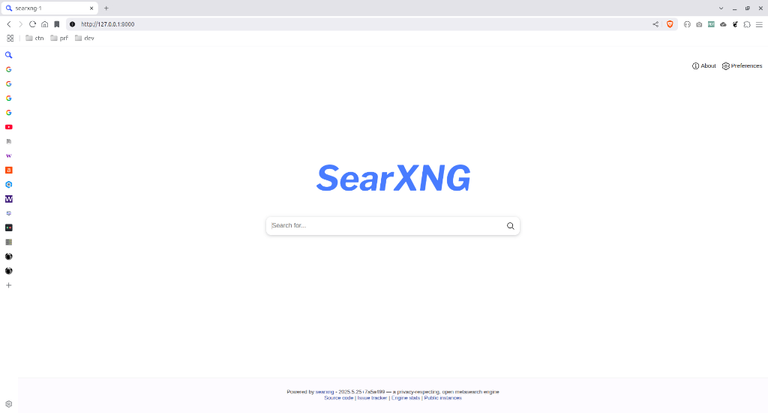 searxng-1
http://127.0.0.1:8000
chn
prf
dev
About
Preferences
SearXNG
Search for...
Powered by searxng - 2025.5.25 — a privacy-respecting, open metasearch engine
Source code | Issue tracker | Engine stats | Public instances